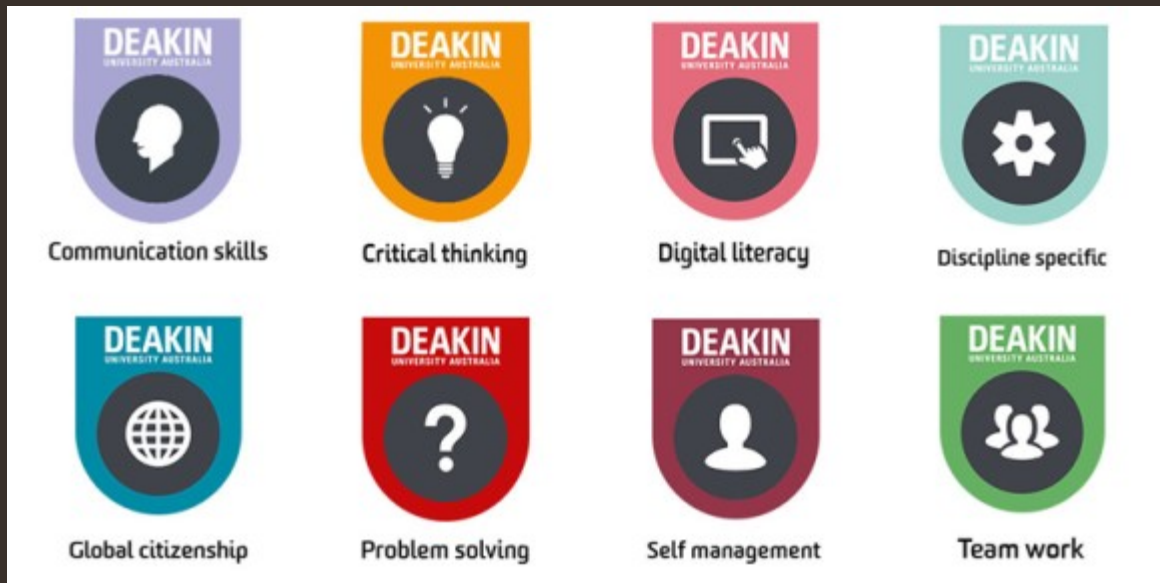 DEAKIN
UNIVERSITY AUSTRALIA
Communication skills
DEAKIN
UNIVERSITY AUSTRALIA
Critical thinking
DEAKIN
UNIVERSITY AUSTRALIA
Digital literacy
DEAKIN
UNIVERSITY AUSTRALIA
Discipline specific
DEAKIN
UNIVERSITY AUSTRALIA
Global citizenship
DEAKIN
UNIVERSITY AUSTRALIA
?
Problem solving
DEAKIN
UNIVERSITY AUSTRALIA
Self management
DEAKIN
UNIVERSITY AUSTRALIA
Team work